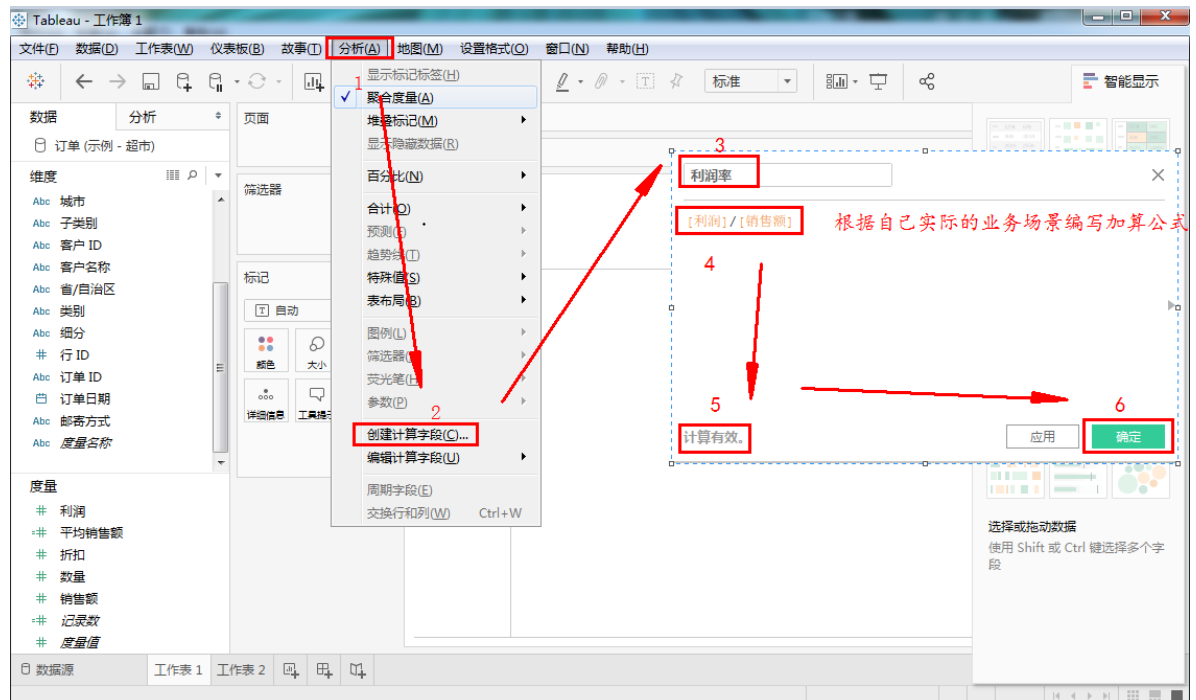 Tableau - 工作簿 1
文件(F) 数据(D) 工作表(W) 仪表板(B) 故事(T) 分析(A) 地图(M) 设置格式(O) 窗口(N) 帮助(H)
标准
智能显示
数据 分析
订单 (示例 - 超市)
维度
Abc 城市
Abc 子类别
Abc 客户 ID
Abc 客户名称
Abc 省/自治区
Abc 类别
Abc 细分
# 行 ID
Abc 订单 ID
订单日期
Abc 邮寄方式
Abc 度量名称
度量
# 利润
=# 平均销售额
# 折扣
# 数量
# 销售额
=# 记录数
# 度量值
页面
筛选器
标记
T 自动
颜色 大小
详细信息 工具提示
1
显示标记标签(H)
聚合度量(A)
堆叠标记(M)
显示隐藏数据(R)
百分比(N)
合计(O)
预测(F)
趋势线(T)
特殊值(S)
表布局(B)
图例(L)
筛选器
荧光笔(H)
参数(P)
2
创建计算字段(C)...
编辑计算字段(U)
周期字段(E)
交换行和列(W) Ctrl+W
3
利润率
[利润]/[销售额] 根据自己实际的业务场景编写加算公式
4
5
6
计算有效。
应用 确定
选择或拖动数据
使用 Shift 或 Ctrl 键选择多个字
段
数据源 工作表 1 工作表 2